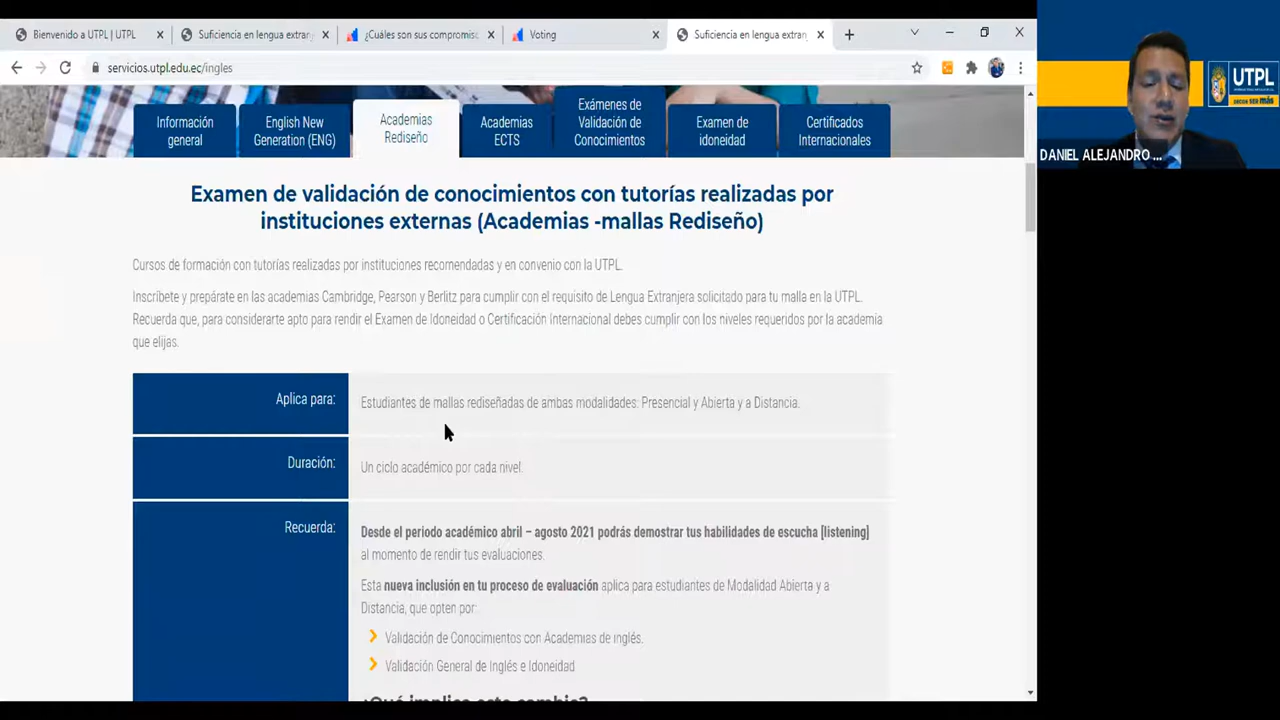 Bienvenido a UTPL | UTPL
Suficiencia en lengua extran
¿Cuáles son sus compromiso
Voting
Suficiencia en lengua extran
servicios.utpl.edu.ec/ingles
Información general
English New Generation (ENG)
Academias Rediseño
Academias ECTS
Exámenes de Validación de Conocimientos
Examen de idoneidad
Certificados Internacionales
Examen de validación de conocimientos con tutorías realizadas por
instituciones externas (Academias -mallas Rediseño)
Cursos de formación con tutorías realizadas por instituciones recomendadas y en convenio con la UTPL.
Inscríbete y prepárate en las academias Cambridge, Pearson y Berlitz para cumplir con el requisito de Lengua Extranjera solicitado para tu malla en la UTPL.
Recuerda que, para considerarte apto para rendir el Examen de Idoneidad o Certificación Internacional debes cumplir con los niveles requeridos por la academia
que elijas.
Aplica para:
Estudiantes de mallas rediseñadas de ambas modalidades: Presencial y Abierta y a Distancia.
Duración:
Un ciclo académico por cada nivel.
Recuerda:
Desde el periodo académico abril – agosto 2021 podrás demostrar tus habilidades de escucha [listening]
al momento de rendir tus evaluaciones.
Esta nueva inclusión en tu proceso de evaluación aplica para estudiantes de Modalidad Abierta y a
Distancia, que opten por:
Validación de Conocimientos con Academias de inglés.
Validación General de Inglés e Idoneidad
¿Qué implica este cambio?
UTPL
DECIDE SER MÁS
DANIEL ALEJANDRO ...